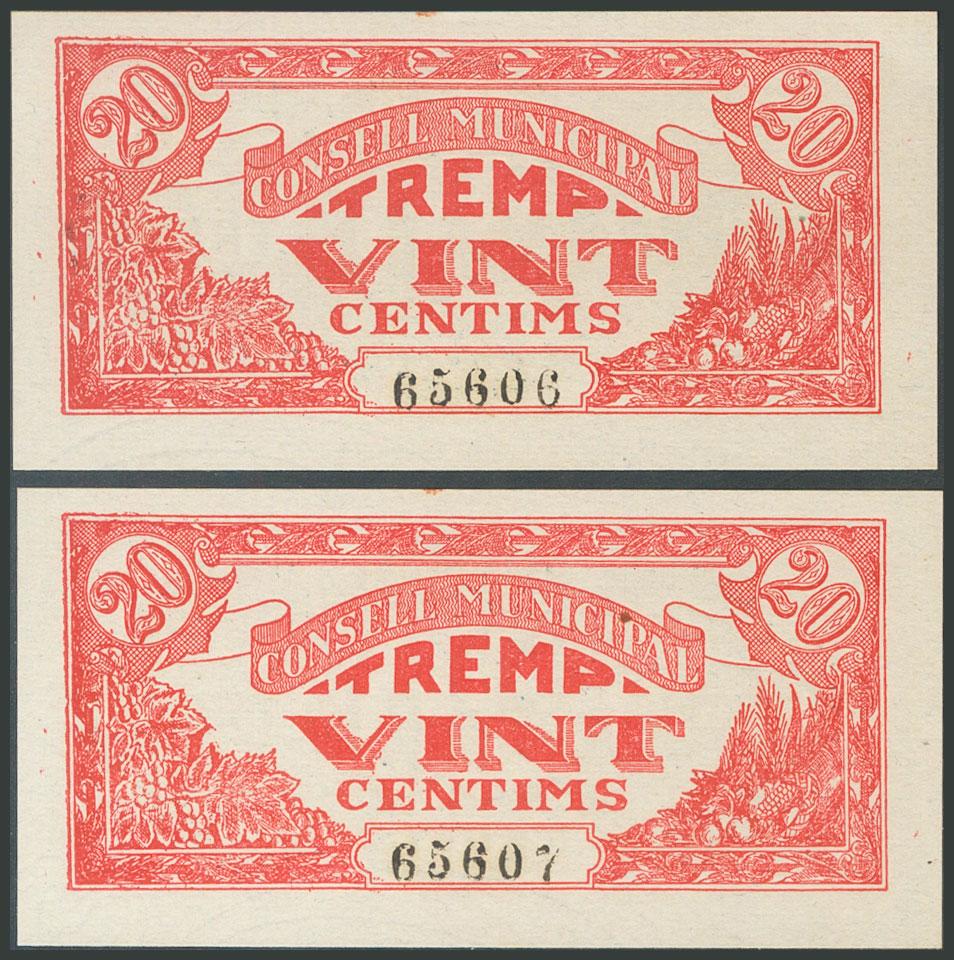 20 20
CONSELL MUNICIPAL
TREMP
VINT
CENTIMS
65606
20 20
CONSELL MUNICIPAL
TREMP
VINT
CENTIMS
65607